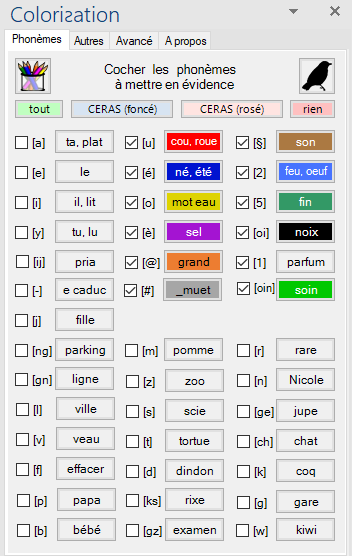 Colorization
Phonèmes Autres Avancé A propos
Cocher les phonèmes
à mettre en évidence
tout CERAS (foncé) CERAS (rosé) rien
[a] ta, plat [u] cou, roue [§] son
[e] le [é] né, été [2] feu, oeuf
[i] il, lit [o] mot eau [5] fin
[y] tu, lu [è] sel [oi] noix
[ij] pria [@] grand [1] parfum
[-] e caduc [#] _muet [oin] soin
[j] fille
[ng] parking [m] pomme [r] rare
[gn] ligne [z] zoo [n] Nicole
[l] ville [s] scie [ge] jupe
[v] veau [t] tortue [ch] chat
[f] effacer [d] dindon [k] coq
[p] papa [ks] rixe [g] gare
[b] bébé [gz] examen [w] kiwi